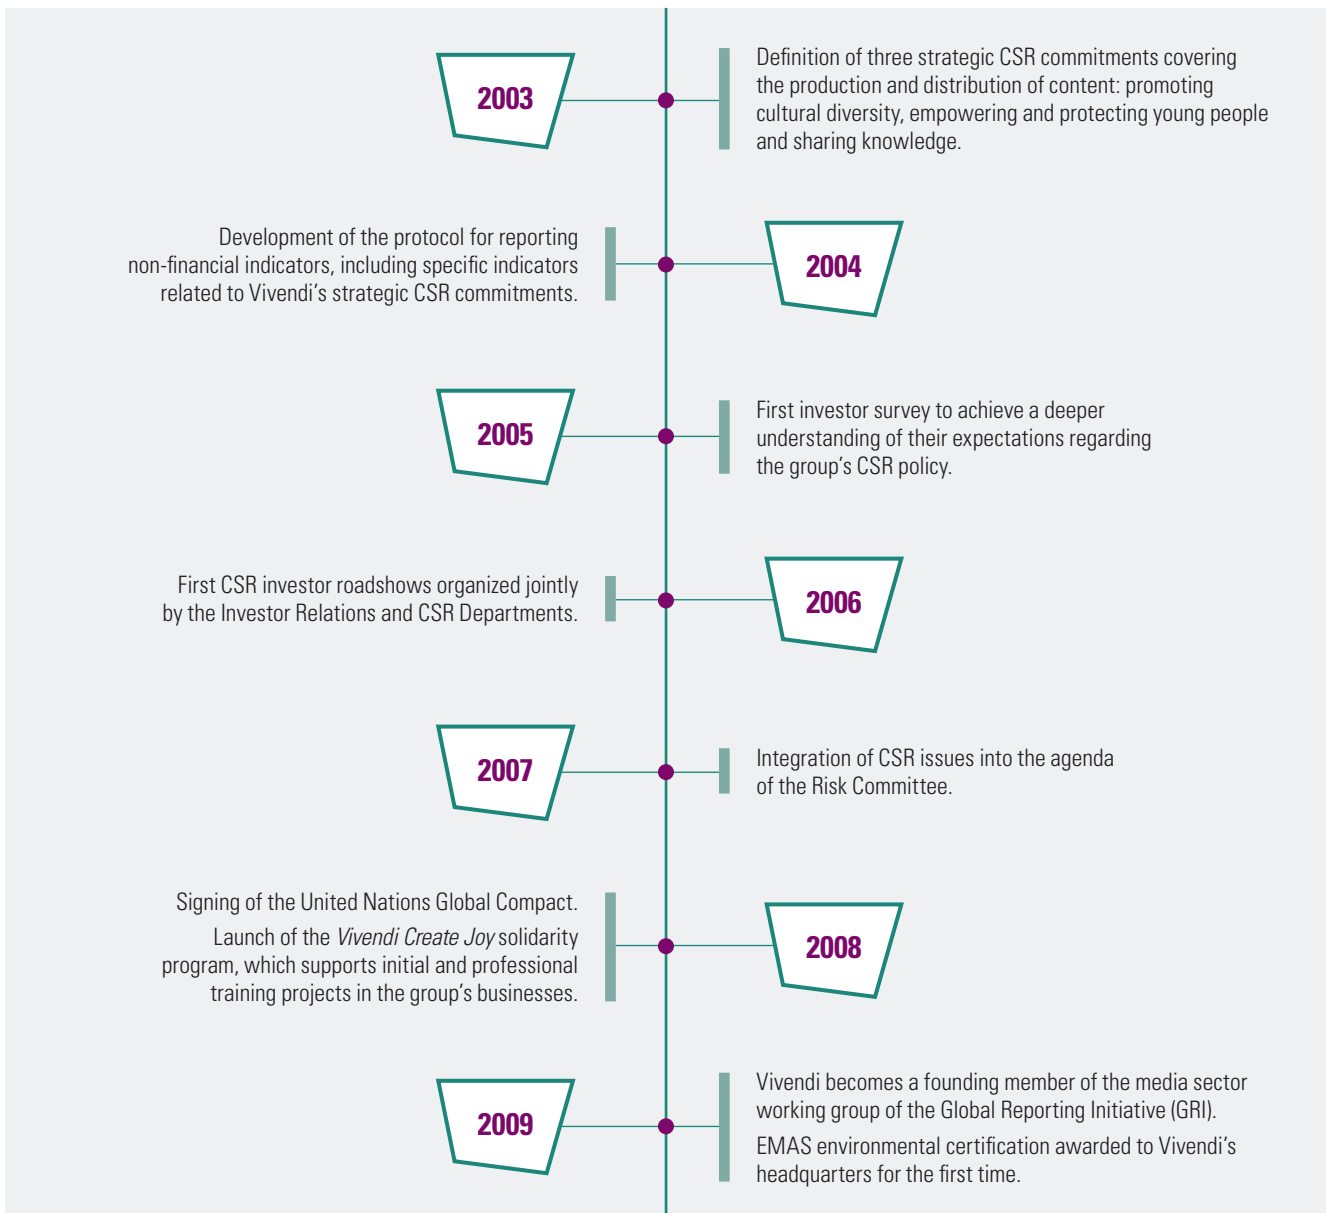 2003
Definition of three strategic CSR commitments covering
the production and distribution of content: promoting
cultural diversity, empowering and protecting young people
and sharing knowledge.
Development of the protocol for reporting
non-financial indicators, including specific indicators
related to Vivendi’s strategic CSR commitments.
2004
2005
First investor survey to achieve a deeper
understanding of their expectations regarding
the group’s CSR policy.
First CSR investor roadshows organized jointly
by the Investor Relations and CSR Departments.
2006
2007
Integration of CSR issues into the agenda
of the Risk Committee.
Signing of the United Nations Global Compact.
Launch of the Vivendi Create Joy solidarity
program, which supports initial and professional
training projects in the group’s businesses.
2008
2009
Vivendi becomes a founding member of the media sector
working group of the Global Reporting Initiative (GRI).
EMAS environmental certification awarded to Vivendi’s
headquarters for the first time.